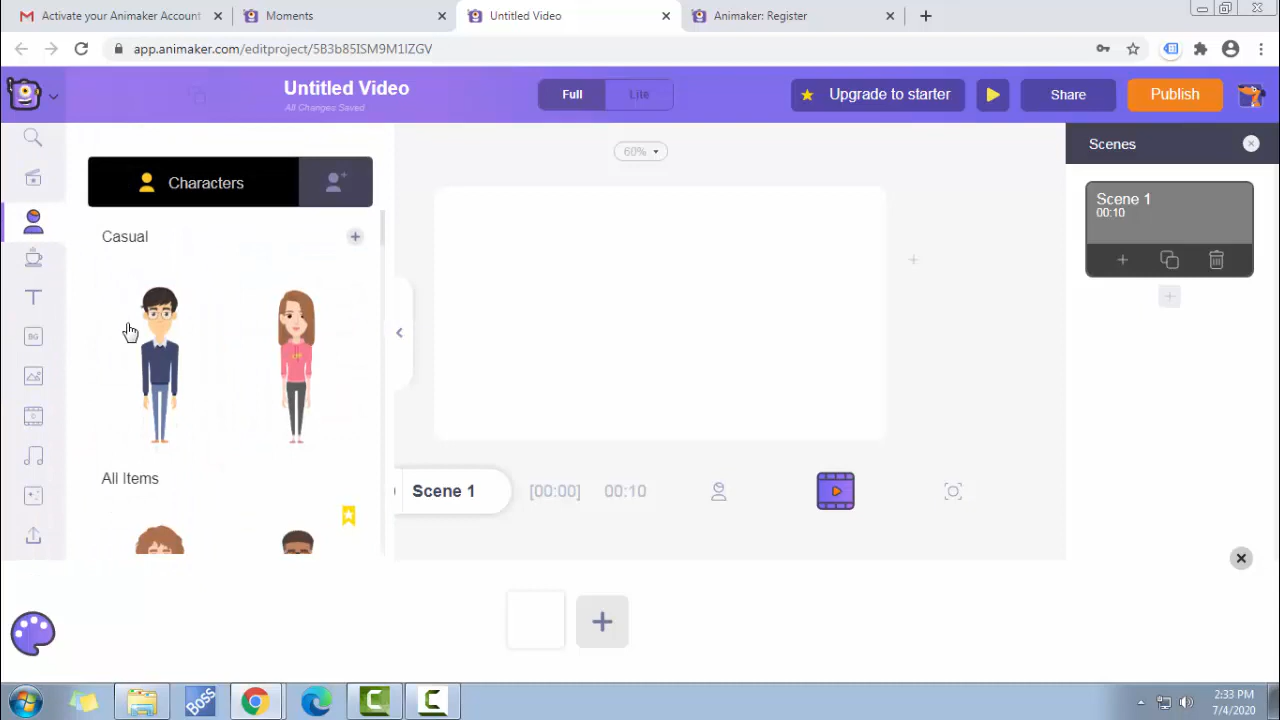 Activate your Animaker Account
Moments
Untitled Video
Animaker: Register
app.animaker.com/editproject/5B3b85ISM9M1IZGV
Untitled Video
All Changes Saved
Full
Lite
Upgrade to starter
Share
Publish
60%
Scenes
Characters
Scene 1
00:10
Casual
BG
All Items
Scene 1
[00:00]
00:10
BOSS
2:33 PM
7/4/2020